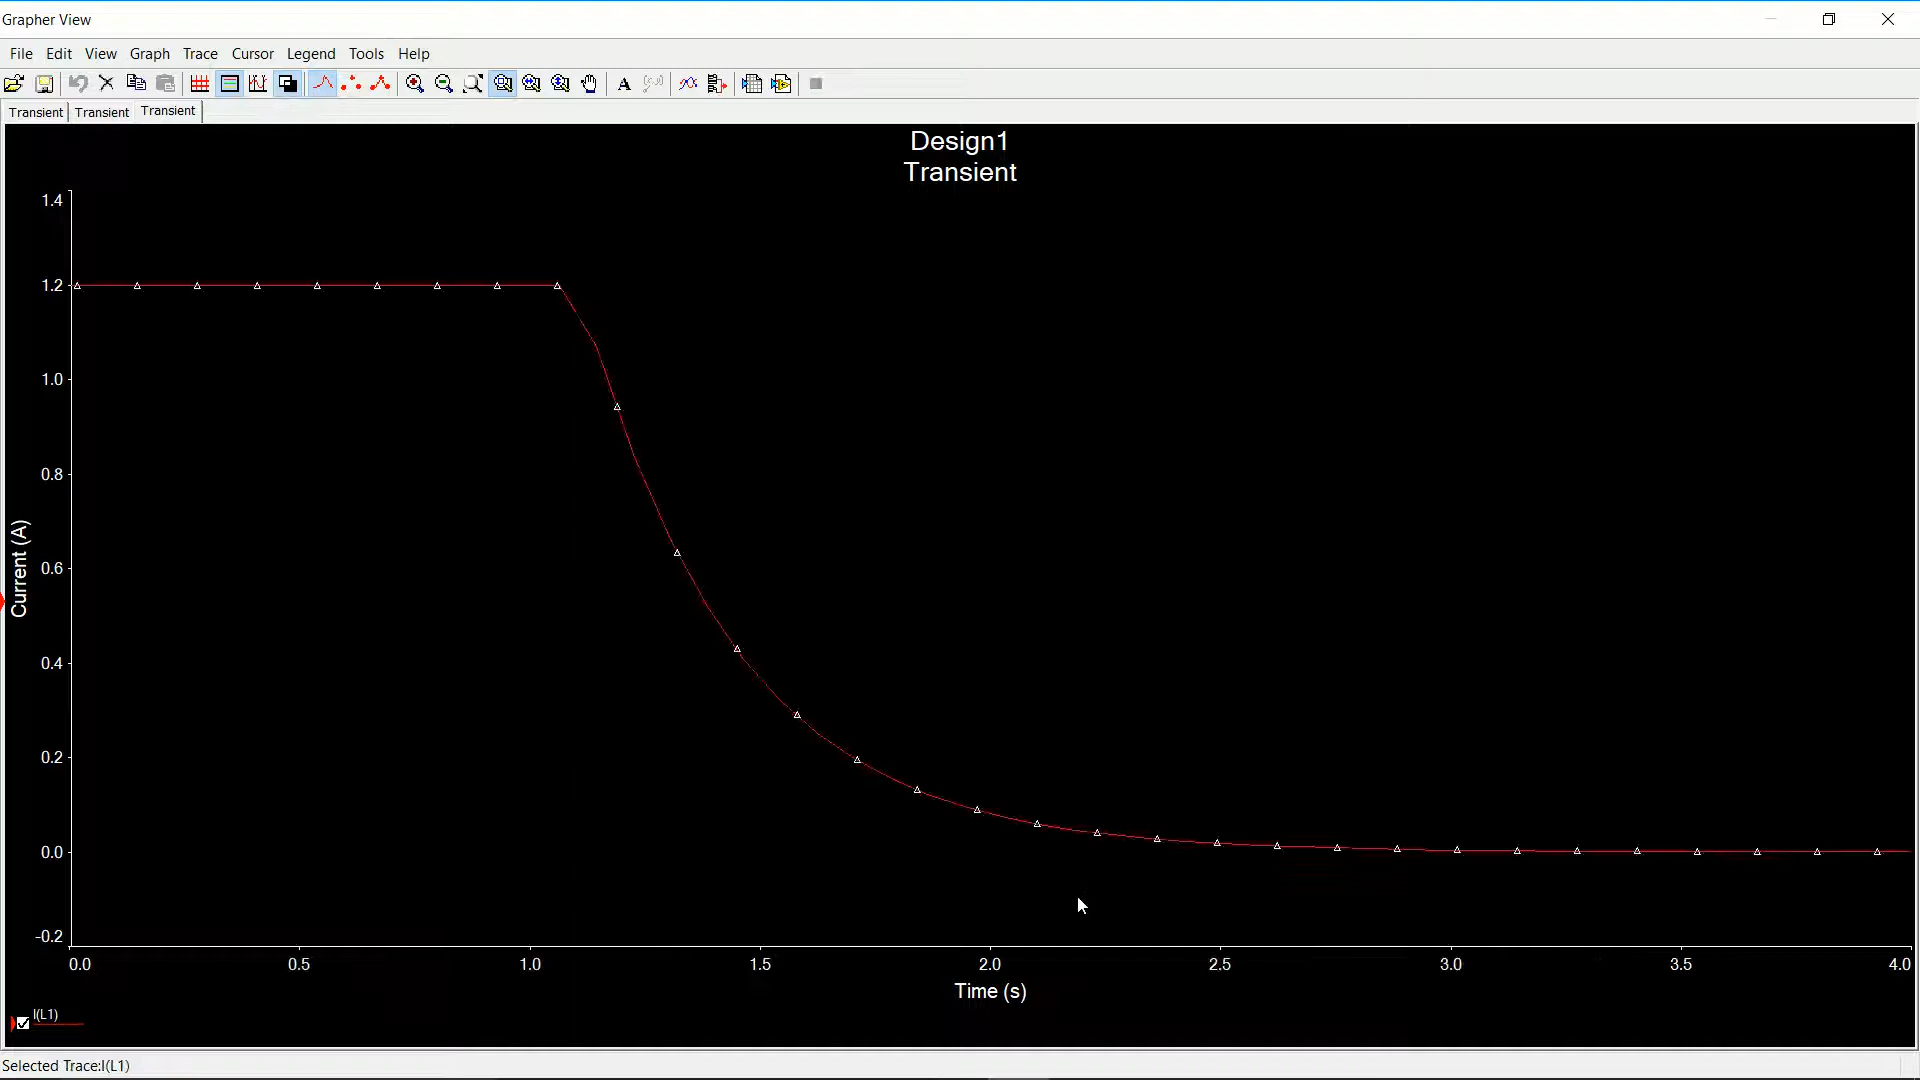 Grapher View
File Edit View Graph Trace Cursor Legend Tools Help
Transient Transient Transient
Design1
Transient
1.4
1.2
1.0
0.8
0.6
0.4
0.2
0.0
-0.2
Current (A)
0.0 0.5 1.0 1.5 2.0 2.5 3.0 3.5 4.0
Time (s)
I(L1)
Selected Trace:I(L1)